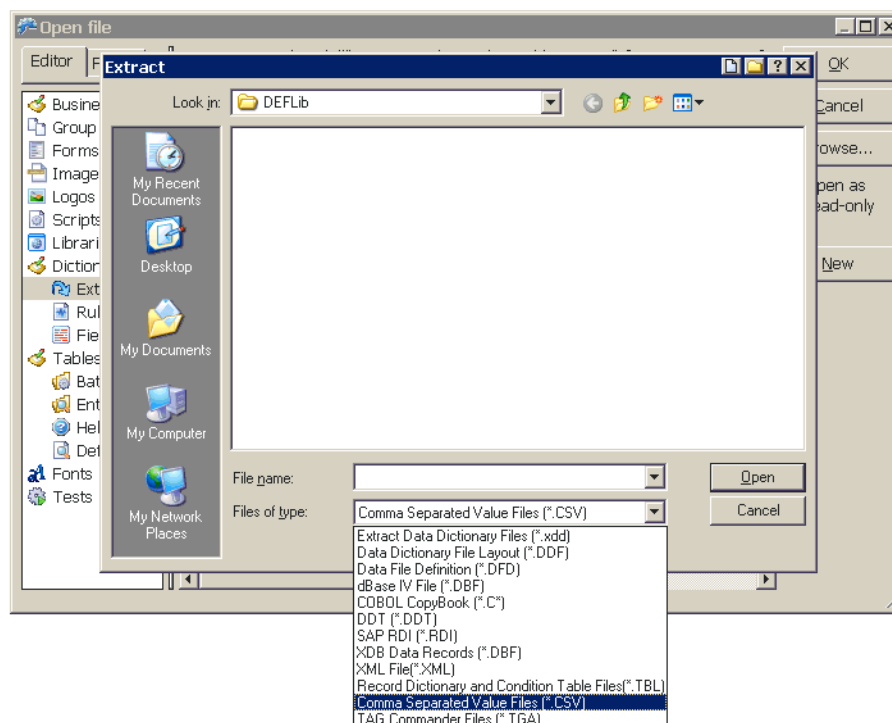 Open file
Editor
F
Extract
OK
Look in:
DEFLib
Cancel
Busine
Group
Forms
Image
Logos
Scripts
Librari
Diction
Ext
Rul
Fie
Tables
Bat
Ent
Hel
Def
Fonts
Tests
My Recent
Documents
Desktop
My Documents
My Computer
My Network
Places
rowse...
pen as
ead-only
New
File name:
Open
Files of type:
Comma Separated Value Files (*.CSV)
Cancel
Extract Data Dictionary Files (*.xdd)
Data Dictionary File Layout (*.DDF)
Data File Definition (*.DFD)
dBase IV File (*.DBF)
COBOL CopyBook (*.C*)
DDT (*.DDT)
SAP RDI (*.RDI)
XDB Data Records (*.DBF)
XML File(*.XML)
Record Dictionary and Condition Table Files(*.TBL)
Comma Separated Value Files (*.CSV)
TAG Commander Files (*.TGA)